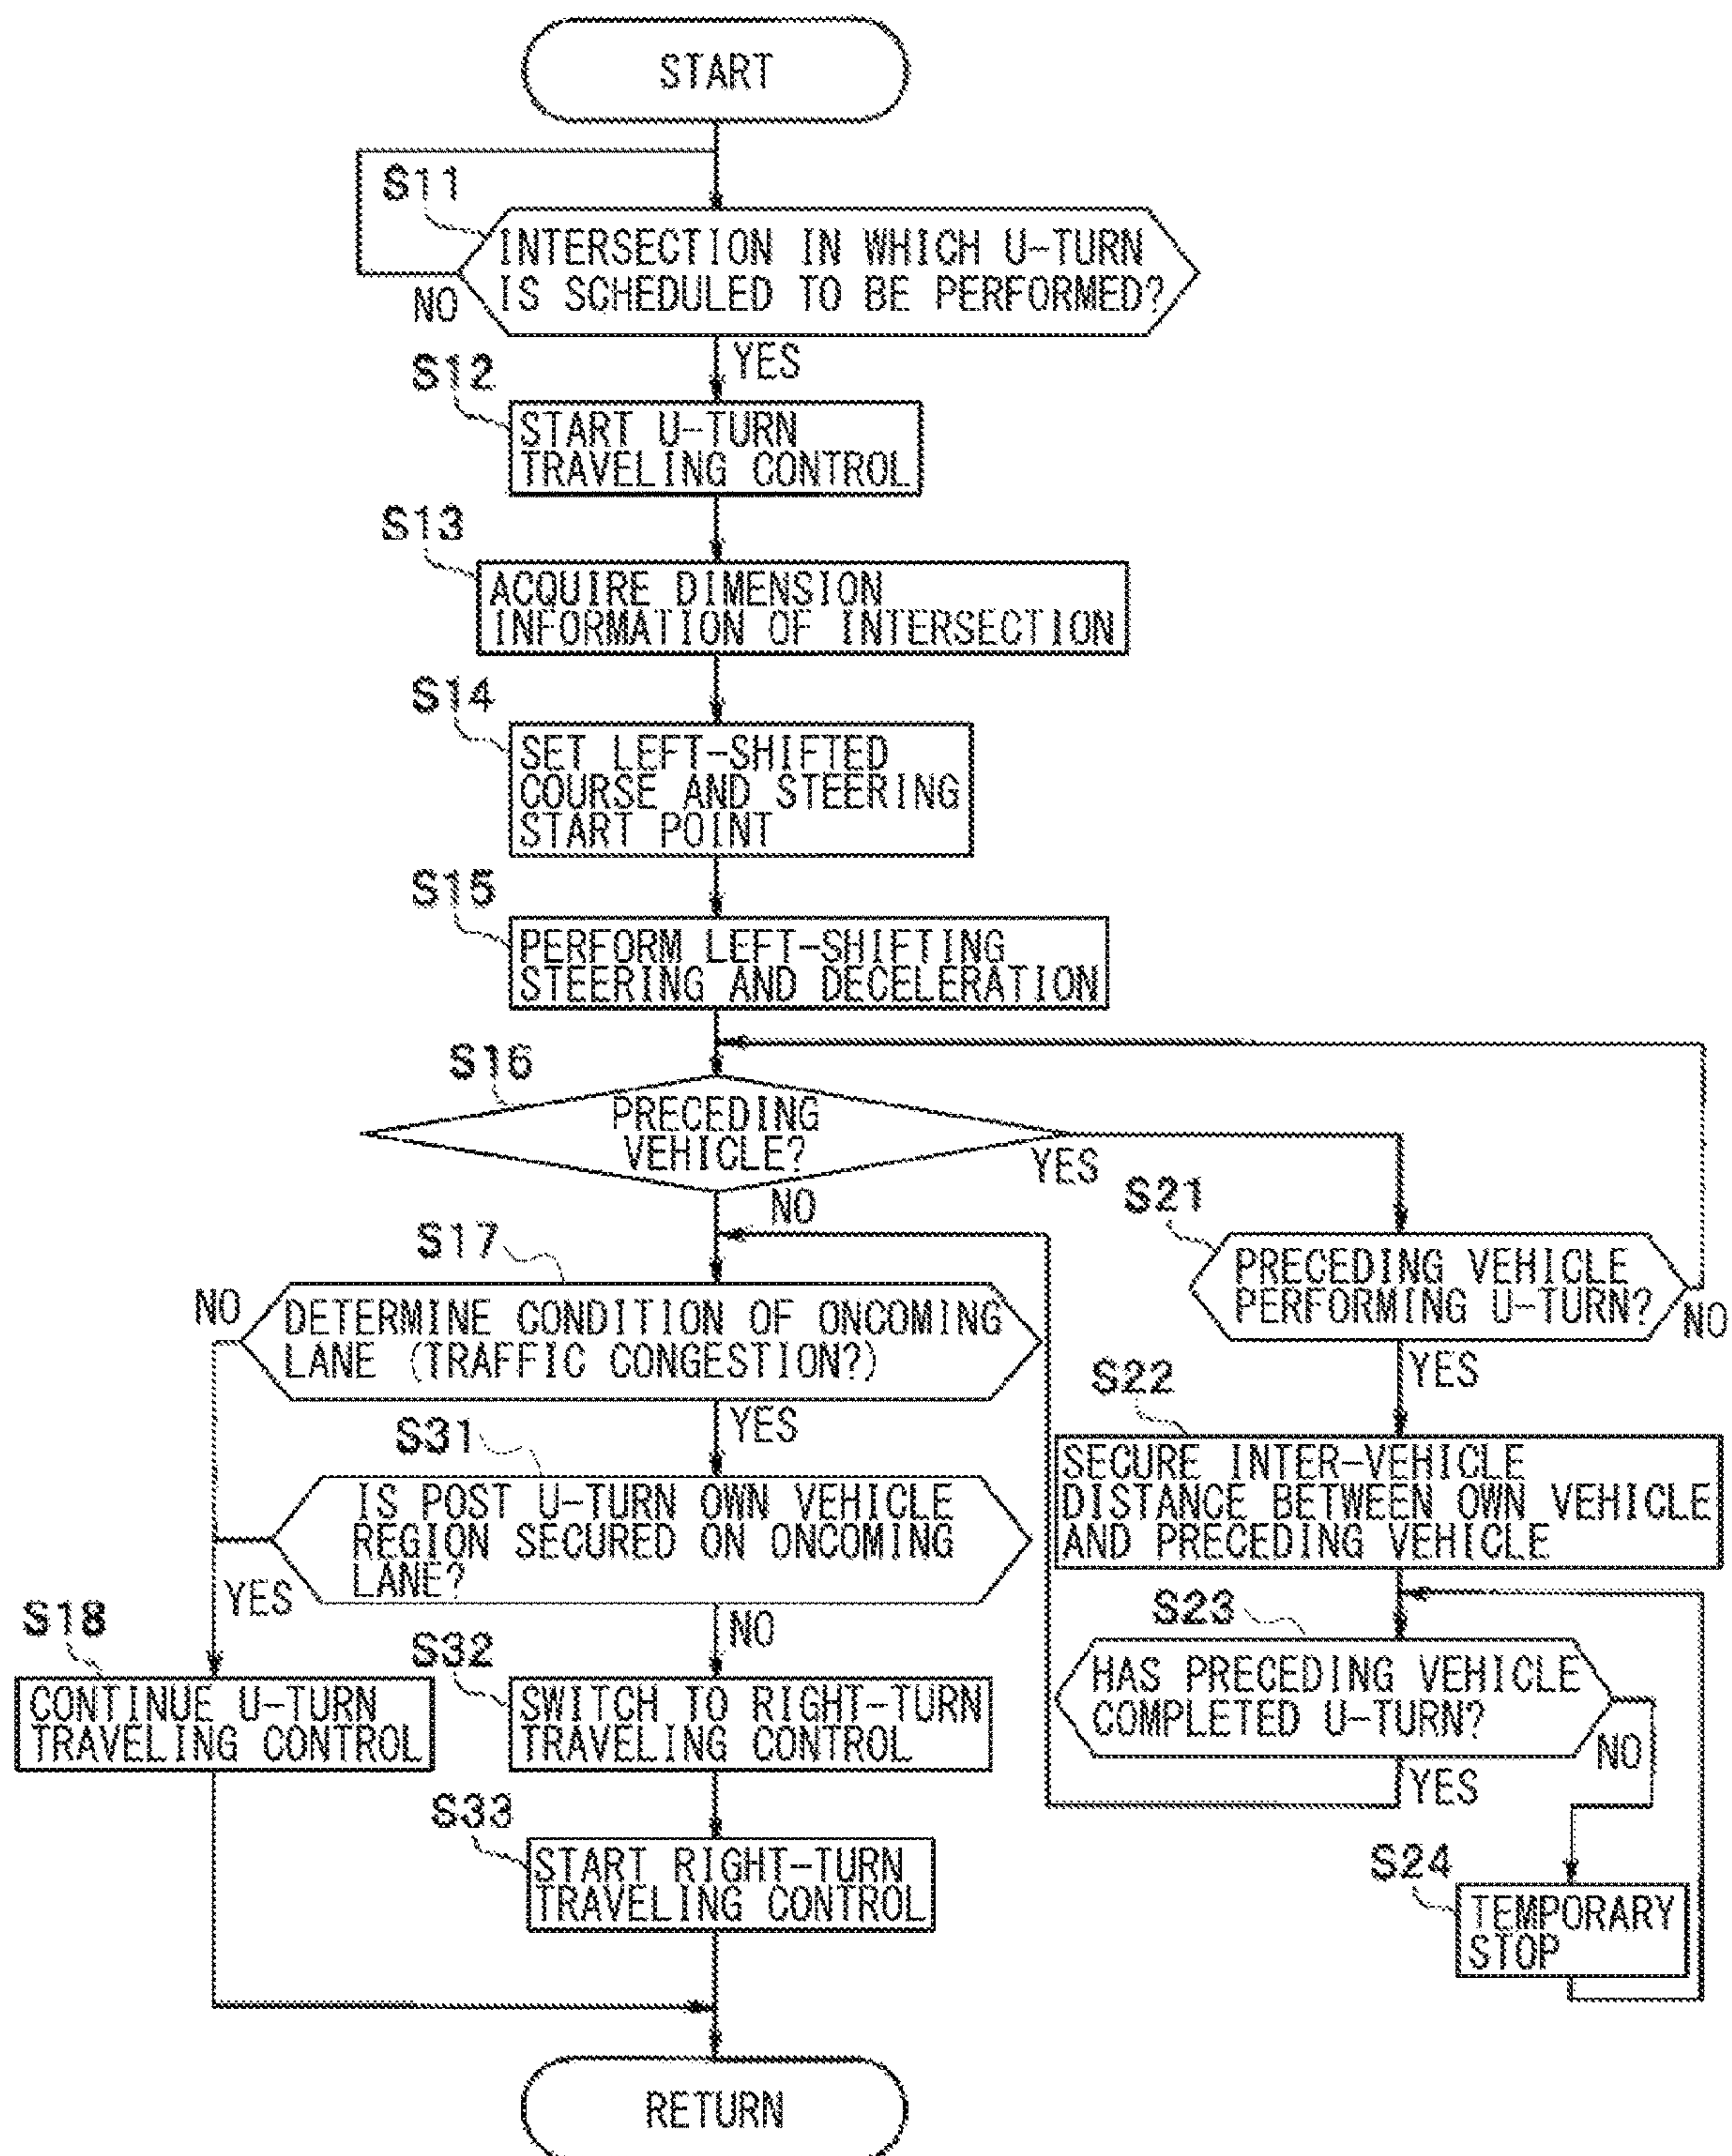 START
S11
INTERSECTION IN WHICH U-TURN
IS SCHEDULED TO BE PERFORMED?
NO
YES
S12
START U-TURN
TRAVELING CONTROL
S13
ACQUIRE DIMENSION
INFORMATION OF INTERSECTION
S14
SET LEFT-SHIFTED
COURSE AND STEERING
START POINT
S15
PERFORM LEFT-SHIFTING
STEERING AND DECELERATION
S16
PRECEDING
VEHICLE?
YES
NO
S21
PRECEDING VEHICLE
PERFORMING U-TURN?
NO
YES
S17
NO
DETERMINE CONDITION OF ONCOMING
LANE (TRAFFIC CONGESTION?)
YES
S22
SECURE INTER-VEHICLE
DISTANCE BETWEEN OWN VEHICLE
AND PRECEDING VEHICLE
S31
IS POST U-TURN OWN VEHICLE
REGION SECURED ON ONCOMING
LANE?
YES
NO
S23
HAS PRECEDING VEHICLE
COMPLETED U-TURN?
NO
YES
S18
CONTINUE U-TURN
TRAVELING CONTROL
S32
SWITCH TO RIGHT-TURN
TRAVELING CONTROL
S33
START RIGHT-TURN
TRAVELING CONTROL
S24
TEMPORARY
STOP
RETURN